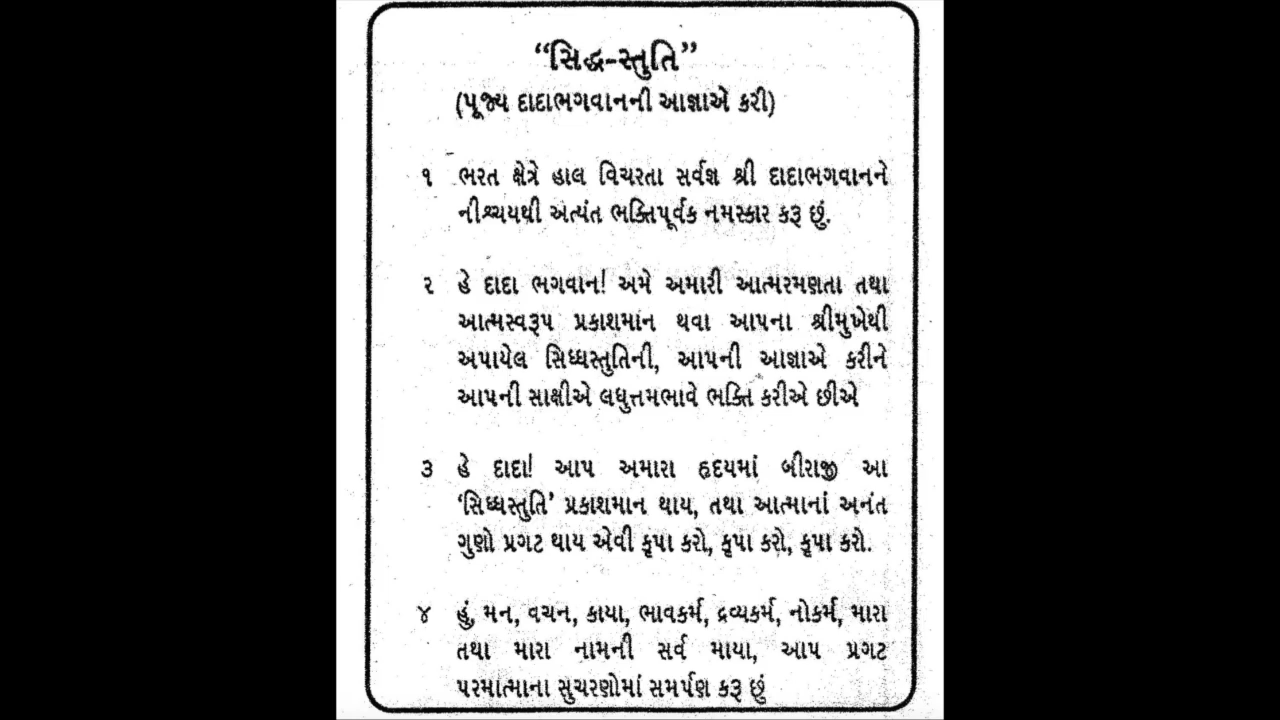 “સિદ્ધ-સ્તુતિ”
(પૂજ્ય દાદાભગવાનની આજ્ઞાએ કરી)
૧ ભરત ક્ષેત્રે હાલ વિચરતા સર્વજ્ઞ શ્રી દાદાભગવાનને
નીશ્ચયથી અત્યંત ભક્તિપૂર્વક નમસ્કાર કરૂ છું.
૨ હે દાદા ભગવાન! અમે અમારી આત્મરમણતા તથા
આત્મસ્વરૂપ પ્રકાશમાંન થવા આપના શ્રીમુખેથી
અપાયેલ સિધ્ધસ્તુતિની, આપની આજ્ઞાએ કરીને
આપની સાક્ષીએ લધુત્તમભાવે ભક્તિ કરીએ છીએ
૩ હે દાદા! આપ અમારા હૃદયમાં બીરાજી આ
‘સિધ્ધસ્તુતિ’ પ્રકાશમાન થાય, તથા આત્માનાં અનંત
ગુણો પ્રગટ થાય એવી કૃપા કરો, કૃપા કરો, કૃપા કરો.
૪ હું, મન, વચન, કાયા, ભાવકર્મ, દ્રવ્યકર્મ, નોકર્મ, મારા
તથા મારા નામની સર્વ માયા, આપ પ્રગટ
પરમાત્માના સુચરણોમાં સમર્પણ કરૂ છું